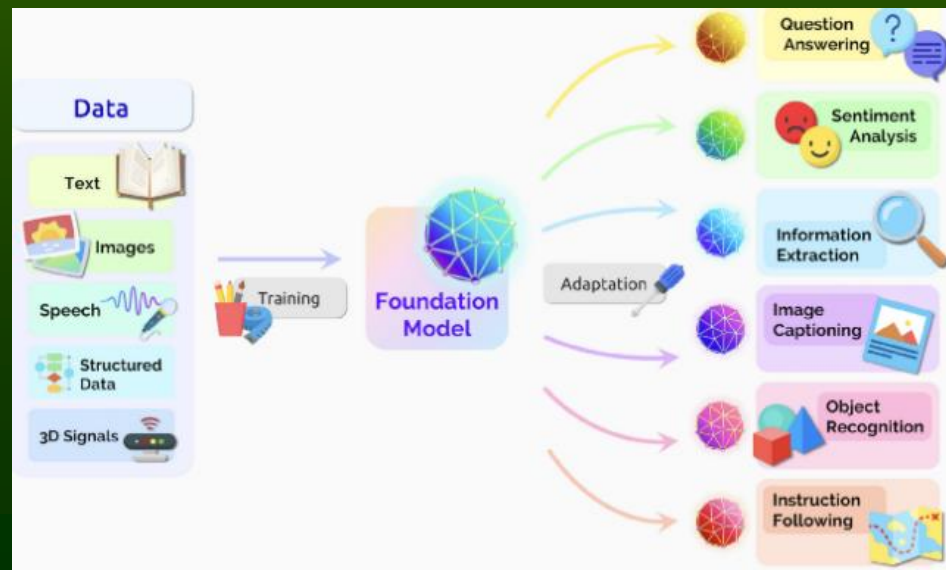 Data
Text
Images
Speech
Structured
Data
3D Signals
Training
Foundation
Model
Adaptation
Question
Answering
?
Sentiment
Analysis
Information
Extraction
Image
Captioning
Object
Recognition
Instruction
Following